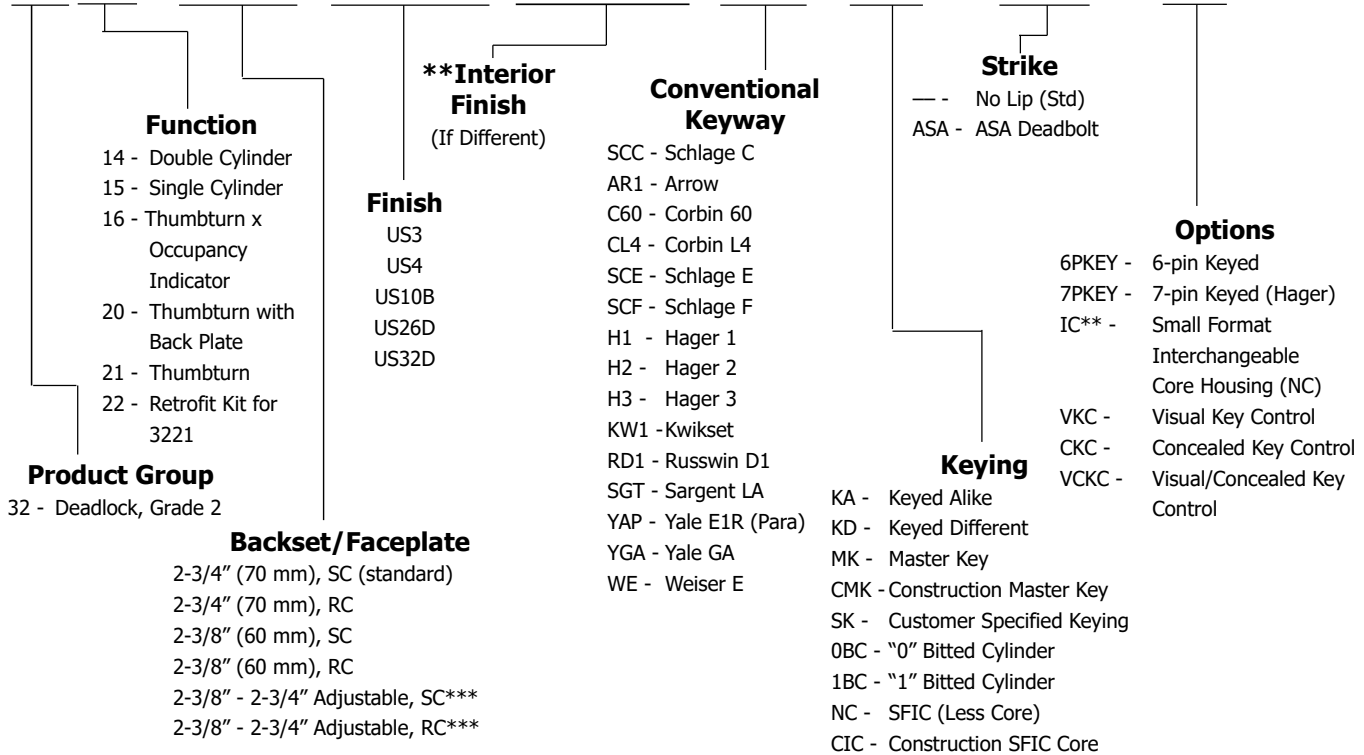 **Interior
Finish
(If Different)
Conventional
Keyway
SCC - Schlage C
AR1 - Arrow
C60 - Corbin 60
CL4 - Corbin L4
SCE - Schlage E
SCF - Schlage F
H1 - Hager 1
H2 - Hager 2
H3 - Hager 3
KW1 -Kwikset
RD1 - Russwin D1
SGT - Sargent LA
YAP - Yale E1R (Para)
YGA - Yale GA
WE - Weiser E
Strike
— - No Lip (Std)
ASA - ASA Deadbolt
Function
14 - Double Cylinder
15 - Single Cylinder
16 - Thumbturn x
Occupancy
Indicator
20 - Thumbturn with
Back Plate
21 - Thumbturn
22 - Retrofit Kit for
3221
Finish
US3
US4
US10B
US26D
US32D
Options
6PKEY - 6-pin Keyed
7PKEY - 7-pin Keyed (Hager)
IC** - Small Format
Interchangeable
Core Housing (NC)
VKC - Visual Key Control
CKC - Concealed Key Control
VCKC - Visual/Concealed Key
Control
Product Group
32 - Deadlock, Grade 2
Backset/Faceplate
2-3/4” (70 mm), SC (standard)
2-3/4” (70 mm), RC
2-3/8” (60 mm), SC
2-3/8” (60 mm), RC
2-3/8” - 2-3/4” Adjustable, SC***
2-3/8” - 2-3/4” Adjustable, RC***
Keying
KA - Keyed Alike
KD - Keyed Different
MK - Master Key
CMK - Construction Master Key
SK - Customer Specified Keying
0BC - “0” Bitted Cylinder
1BC - “1” Bitted Cylinder
NC - SFIC (Less Core)
CIC - Construction SFIC Core